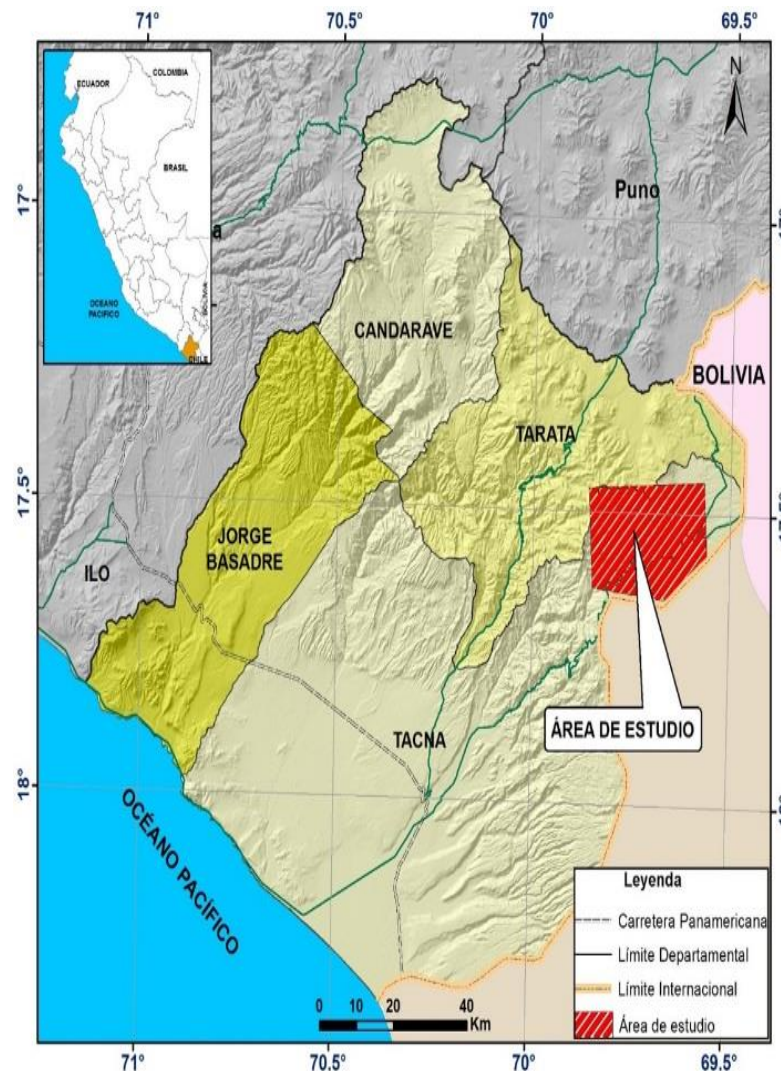 71°
70.5°
70°
69.5°
ECUADOR
COLOMBIA
BRASIL
OCEANO
PACIFICO
BOLIVIA
CHILE
N
17°
Puno
a
CANDARAVE
BOLIVIA
TARATA
17.5°
JORGE
BASADRE
ILO
ÁREA DE ESTUDIO
TACNA
18°
OCÉANO PACÍFICO
Leyenda
Carretera Panamericana
Límite Departamental
Límite Internacional
Área de estudio
0 10 20 40
Km
71°
70.5°
70°
69.5°